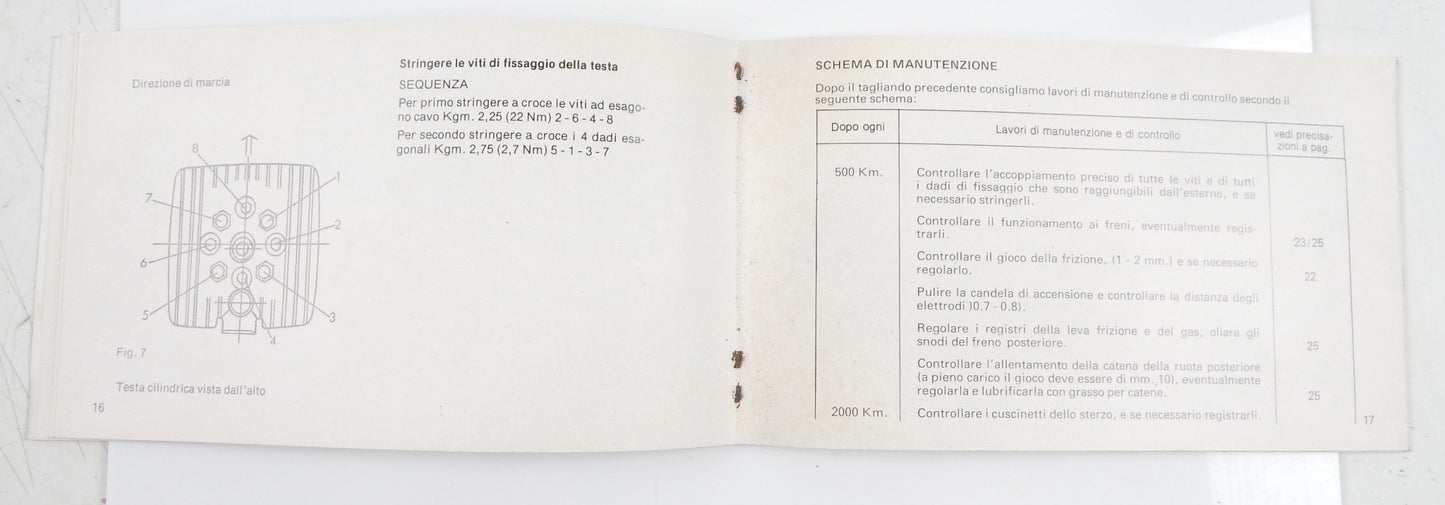 Direzione di marcia
8
1
7
2
6
5
3
4
Fig. 7
Testa cilindrica vista dall'alto
16
Stringere le viti di fissaggio della testa
SEQUENZA
Per primo stringere a croce le viti ad esago-
no cavo Kgm. 2,25 (22 Nm) 2 - 6 - 4 - 8
Per secondo stringere a croce i 4 dadi esa-
gonali Kgm. 2,75 (2,7 Nm) 5 - 1 - 3 - 7
SCHEMA DI MANUTENZIONE
Dopo il tagliando precedente consigliamo lavori di manutenzione e di controllo secondo il
seguente schema:
Dopo ogni
Lavori di manutenzione e di controllo
vedi precisa-
zioni a pag.
500 Km.
Controllare l'accoppiamento preciso di tutte le viti e di tutti
i dadi di fissaggio che sono raggiungibili dall'esterno, e se
necessario stringerli.
Controllare il funzionamento ai freni, eventualmente regis-
trarli.
23/25
Controllare il gioco della frizione, (1 - 2 mm.) e se necessario
regolarlo.
22
Pulire la candela di accensione e controllare la distanza degli
elettrodi )0.7 - 0.8).
Regolare i registri della leva frizione e del gas, oliare gli
snodi del freno posteriore.
25
Controllare l'allentamento della catena della ruota posteriore
(a pieno carico il gioco deve essere di mm. 10), eventualmente
regolarla e lubrificarla con grasso per catene.
25
2000 Km.
Controllare i cuscinetti dello sterzo, e se necessario registrarli.
17